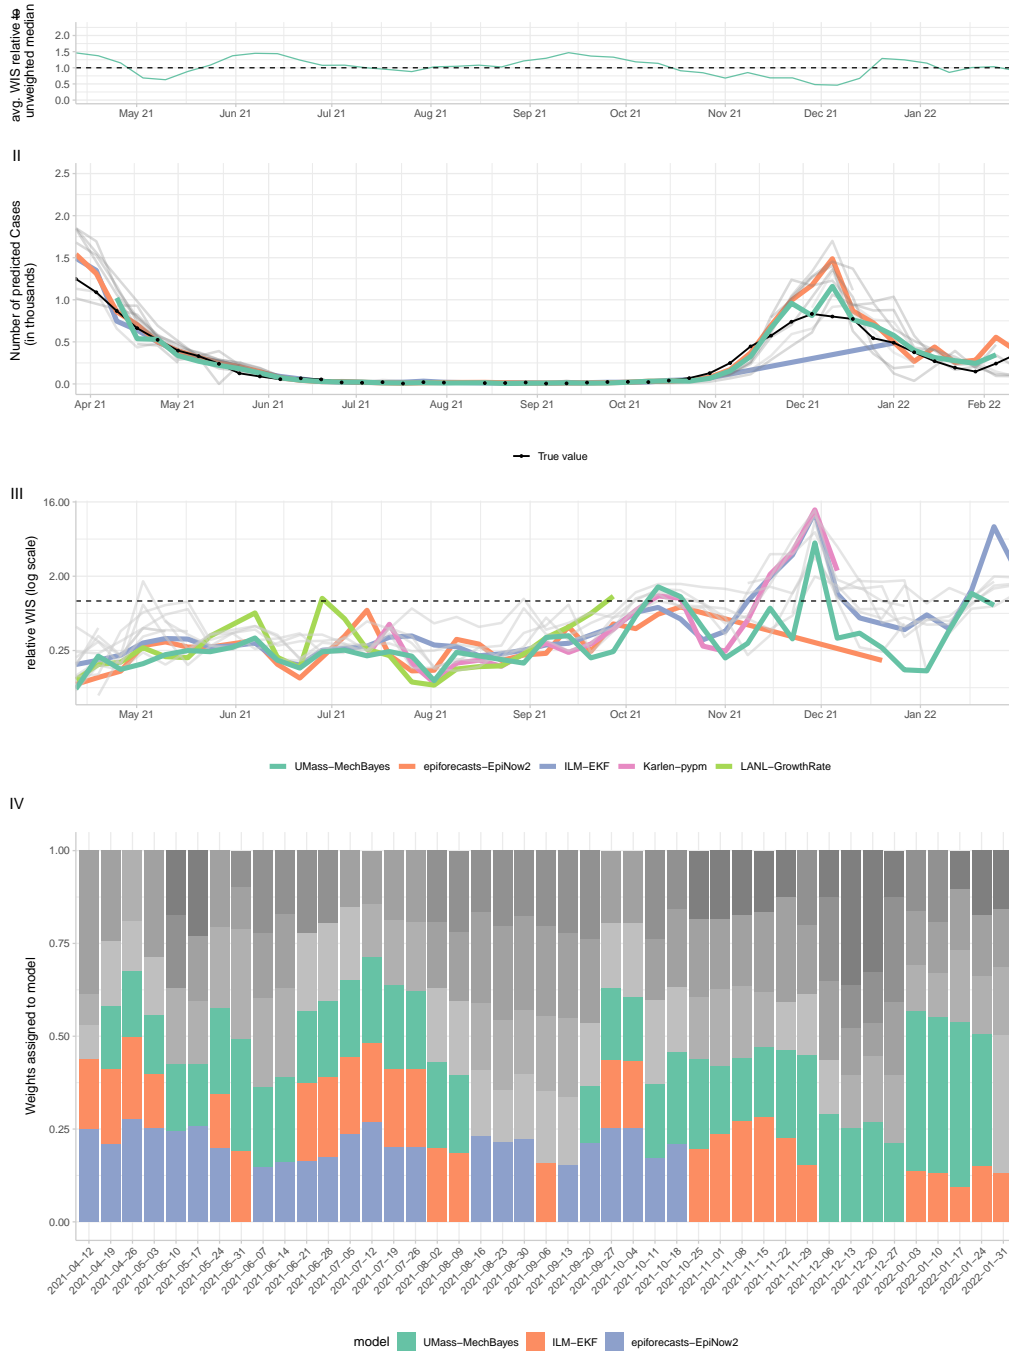 I
avg. WIS relative to
unweighted median
2.0
1.5
1.0
0.5
0.0
May 21
Jun 21
Jul 21
Aug 21
Sep 21
Oct 21
Nov 21
Dec 21
Jan 22
II
Number of predicted Cases
(in thousands)
2.5
2.0
1.5
1.0
0.5
0.0
Apr 21
May 21
Jun 21
Jul 21
Aug 21
Sep 21
Oct 21
Nov 21
Dec 21
Jan 22
Feb 22
True value
III
relative WIS (log scale)
16.00
2.00
0.25
May 21
Jun 21
Jul 21
Aug 21
Sep 21
Oct 21
Nov 21
Dec 21
Jan 22
UMass−MechBayes
epiforecasts−EpiNow2
ILM−EKF
Karlen−pypm
LANL−GrowthRate
IV
Weights assigned to model
1.00
0.75
0.50
0.25
0.00
2021−04−12
2021−04−19
2021−04−26
2021−05−03
2021−05−10
2021−05−17
2021−05−24
2021−05−31
2021−06−07
2021−06−14
2021−06−21
2021−06−28
2021−07−05
2021−07−12
2021−07−19
2021−07−26
2021−08−02
2021−08−09
2021−08−16
2021−08−23
2021−08−30
2021−09−06
2021−09−13
2021−09−20
2021−09−27
2021−10−04
2021−10−11
2021−10−18
2021−10−25
2021−11−01
2021−11−08
2021−11−15
2021−11−22
2021−11−29
2021−12−06
2021−12−13
2021−12−20
2021−12−27
2022−01−03
2022−01−10
2022−01−17
2022−01−24
2022−01−31
model
UMass−MechBayes
ILM−EKF
epiforecasts−EpiNow2